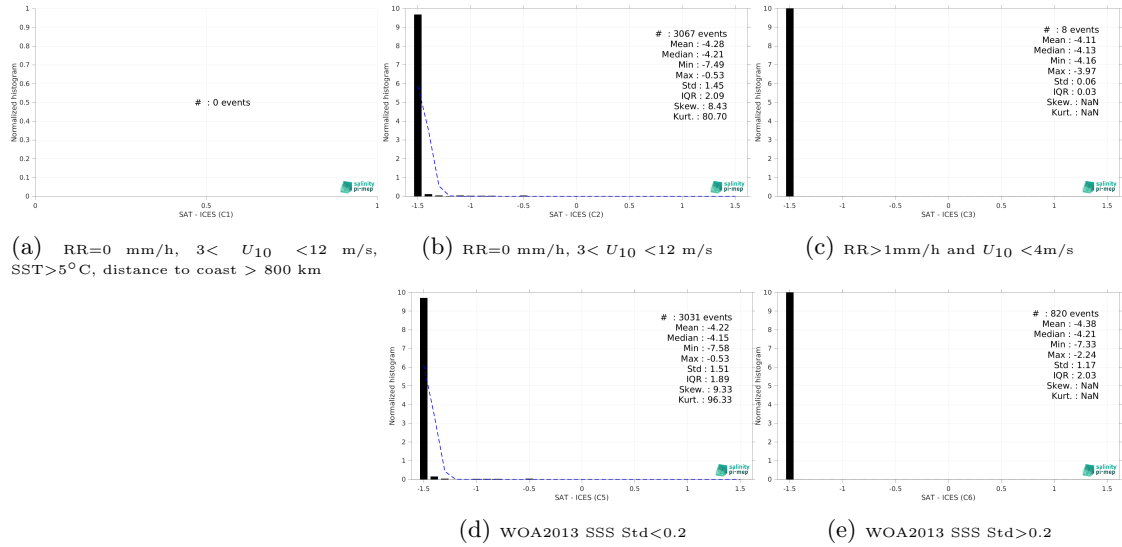 Normalized histogram
1
0.9
0.8
0.7
0.6
0.5
0.4
0.3
0.2
0.1
0
# : 0 events
salinity
pi-mep
0 0.5 1
SAT - ICES (C1)
(a) RR=0 mm/h, 3< U10 <12 m/s,
SST>5°C, distance to coast > 800 km
Normalized histogram
10
9
8
7
6
5
4
3
2
1
0
# : 3067 events
Mean : -4.28
Median : -4.21
Min : -7.49
Max : -0.53
Std : 1.45
IQR : 2.09
Skew. : 8.43
Kurt. : 80.70
salinity
pi-mep
-1.5 -1 -0.5 0 0.5 1 1.5
SAT - ICES (C2)
(b) RR=0 mm/h, 3< U10 <12 m/s
Normalized histogram
10
9
8
7
6
5
4
3
2
1
0
# : 8 events
Mean : -4.11
Median : -4.13
Min : -4.16
Max : -3.97
Std : 0.06
IQR : 0.03
Skew. : NaN
Kurt. : NaN
salinity
pi-mep
-1.5 -1 -0.5 0 0.5 1 1.5
SAT - ICES (C3)
(c) RR>1mm/h and U10 <4m/s
Normalized histogram
10
9
8
7
6
5
4
3
2
1
0
# : 3031 events
Mean : -4.22
Median : -4.15
Min : -7.58
Max : -0.53
Std : 1.51
IQR : 1.89
Skew. : 9.33
Kurt. : 96.33
salinity
pi-mep
-1.5 -1 -0.5 0 0.5 1 1.5
SAT - ICES (C5)
(d) WOA2013 SSS Std<0.2
Normalized histogram
10
9
8
7
6
5
4
3
2
1
0
# : 820 events
Mean : -4.38
Median : -4.21
Min : -7.33
Max : -2.24
Std : 1.17
IQR : 2.03
Skew. : NaN
Kurt. : NaN
salinity
pi-mep
-1.5 -1 -0.5 0 0.5 1 1.5
SAT - ICES (C6)
(e) WOA2013 SSS Std>0.2